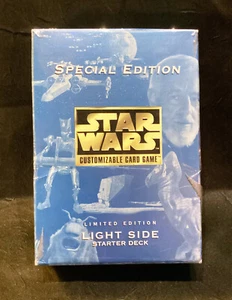 SPECIAL EDITION
STAR
WARS
CUSTOMIZABLE CARD GAME
LIMITED EDITION
LIGHT SIDE
STARTER DECK